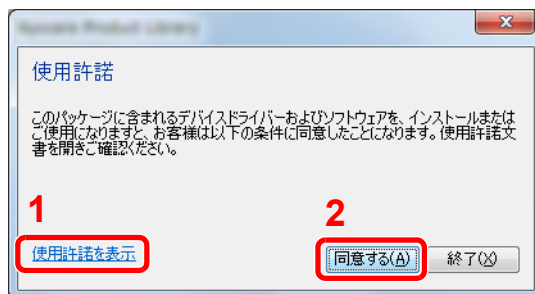 使用許諾
このパッケージに含まれるデバイスドライバーおよびソフトウェアを、インストールまたは
ご使用になりますと、お客様は以下の条件に同意したことになります。使用許諾文
書を開きご確認ください。
1
2
使用許諾を表示
同意する(A)
終了(X)